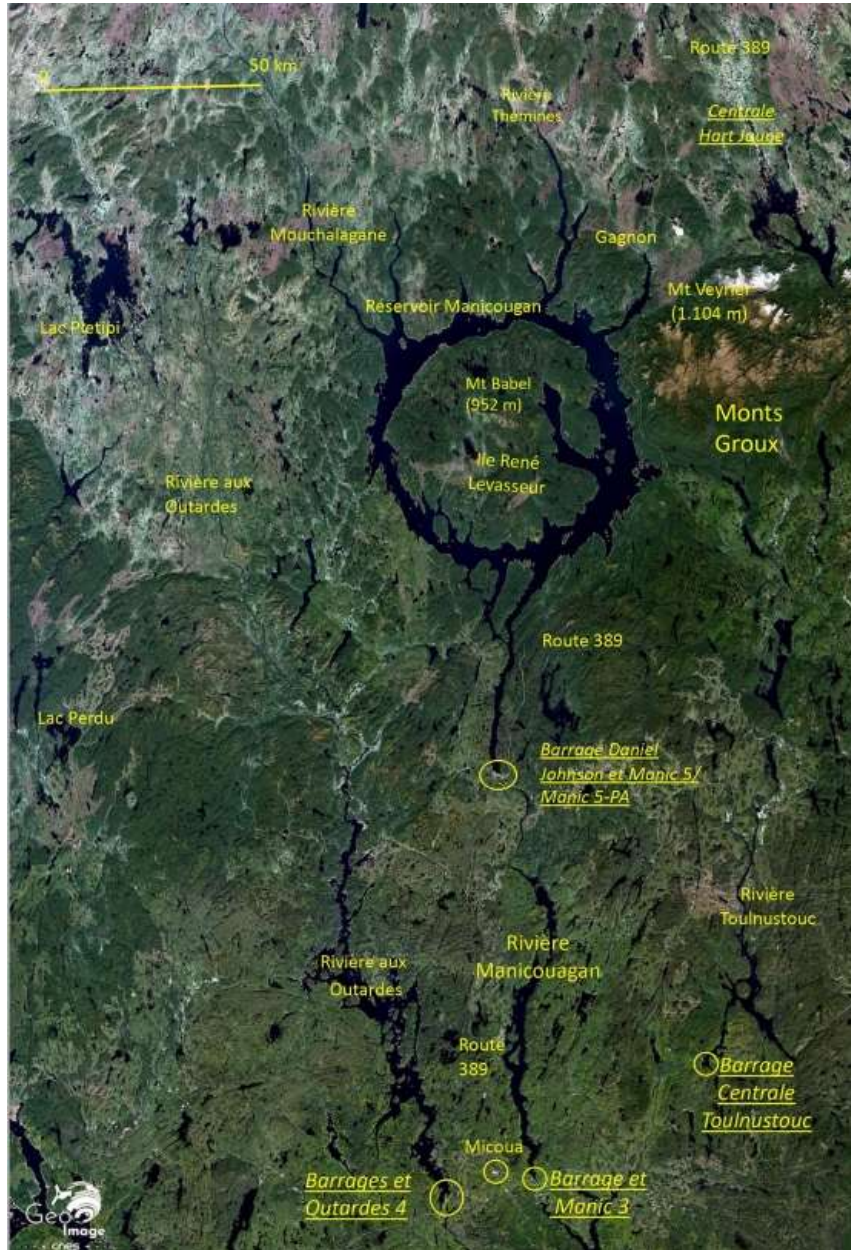 0
50 km
Route 389
Rivière
Thémines
Centrale
Hart Jaune
Rivière
Mouchalagane
Gagnon
Mt Veyrier
(1.104 m)
Réservoir Manicougan
Lac Pletipi
Mt Babel
(952 m)
Monts
Groux
Ile René
Levasseur
Rivière aux
Outardes
Route 389
Lac Perdu
Barrage Daniel
Johnson et Manic 5/
Manic 5-PA
Rivière
Toulnustouc
Rivière
Manicouagan
Rivière aux
Outardes
Route
389
Barrage
Centrale
Toulnustouc
Micoua
Barrages et
Outardes 4
Barrage et
Manic 3
Geo
Image
- cnes -